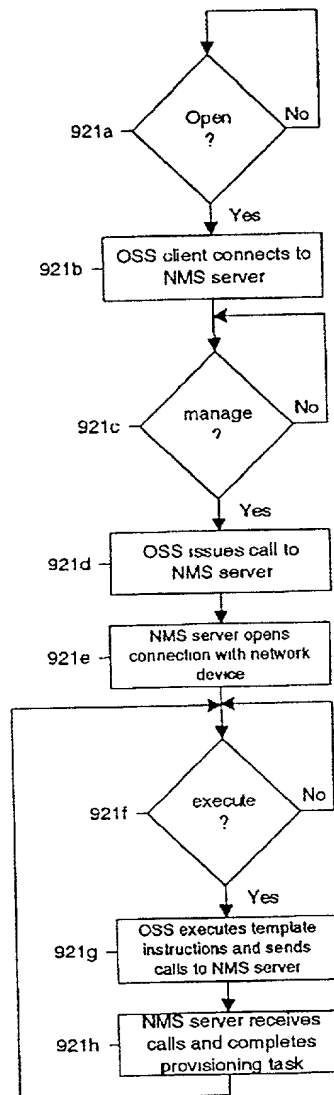 Open
?
No
921a
Yes
OSS client connects to
NMS server
921b
manage
?
No
921c
Yes
OSS issues call to
NMS server
921d
NMS server opens
connection with network
device
921e
execute
?
No
921f
Yes
OSS executes template
instructions and sends
calls to NMS server
921g
NMS server receives
calls and completes
provisioning task
921h